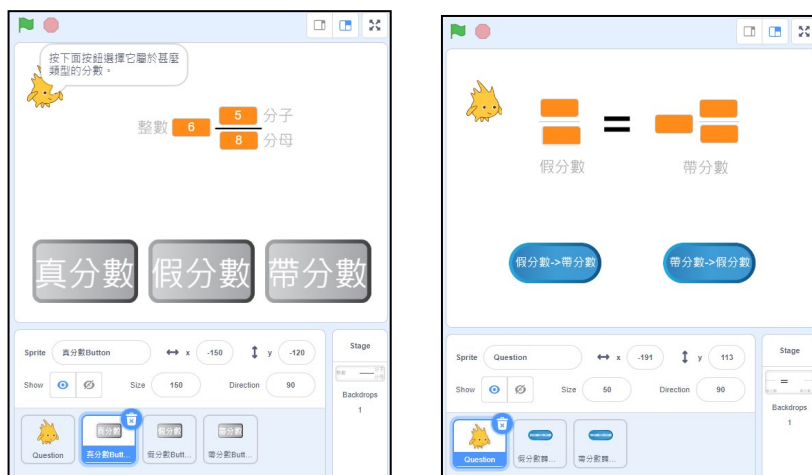 按下面按鈕選擇它屬於甚麼
類型的分數。
整數 6 5 分子
8 分母
真分數 假分數 帶分數
Sprite 真分數Button x -150 y -120
Show Size 150 Direction 90
Stage
Backdrops
1
Question 真分數Butt... 假分數Butt... 帶分數Butt...
=
假分數 帶分數
假分數->帶分數 帶分數->假分數
Sprite Question x -191 y 113
Show Size 50 Direction 90
Stage
Backdrops
1
Question 假分數轉... 帶分數轉...